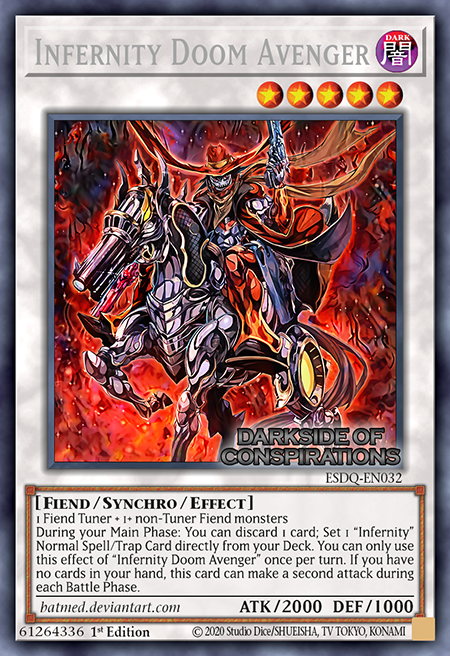 INFERNITY DOOM AVENGER
DARK
闇
DARKSIDE OF
CONSPIRATIONS
ESDQ-EN032
[FIEND / SYNCHRO / EFFECT]
1 Fiend Tuner + 1+ non-Tuner Fiend monsters
During your Main Phase: You can discard 1 card; Set 1 “Infernity”
Normal Spell/Trap Card directly from your Deck. You can only use
this effect of “Infernity Doom Avenger” once per turn. If you have
no cards in your hand, this card can make a second attack during
each Battle Phase.
batmed.deviantart.com ATK/2000 DEF/1000
61264336 1st Edition © 2020 Studio Dice/SHUEISHA, TV TOKYO, KONAMI